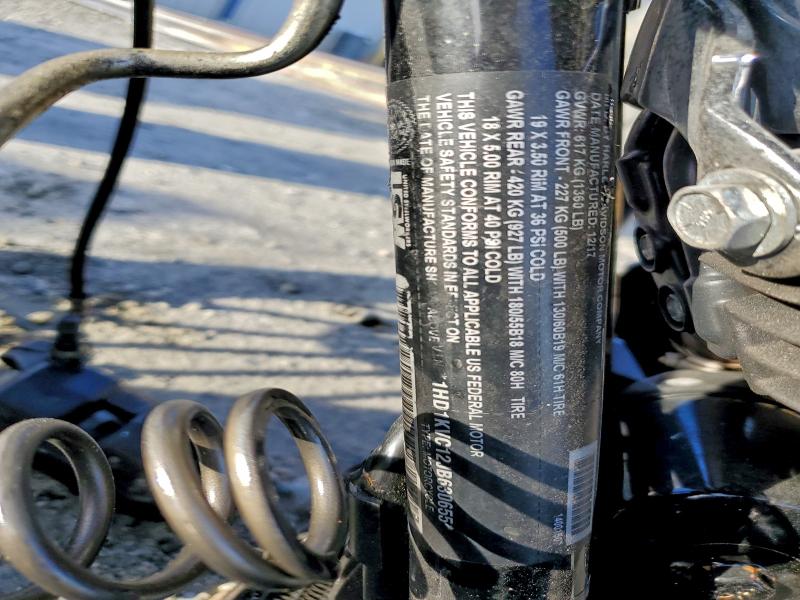 DAVIDSON MOTOR COMPANY
DATE MANUFACTURED: 12/17
GVWR: 617 KG (1360 LB)
GAWR FRONT: 227 KG (500 LB) WITH 130/60B19 M/C 61H TIRE
19 X 3.50 RIM AT 36 PSI COLD
GAWR REAR: 420 KG (927 LB) WITH 180/55B18 M/C 80H TIRE
18 X 5.00 RIM AT 40 PSI COLD
THIS VEHICLE CONFORMS TO ALL APPLICABLE US FEDERAL MOTOR
VEHICLE SAFETY STANDARDS IN ON
THE DATE OF MANUFACTURE